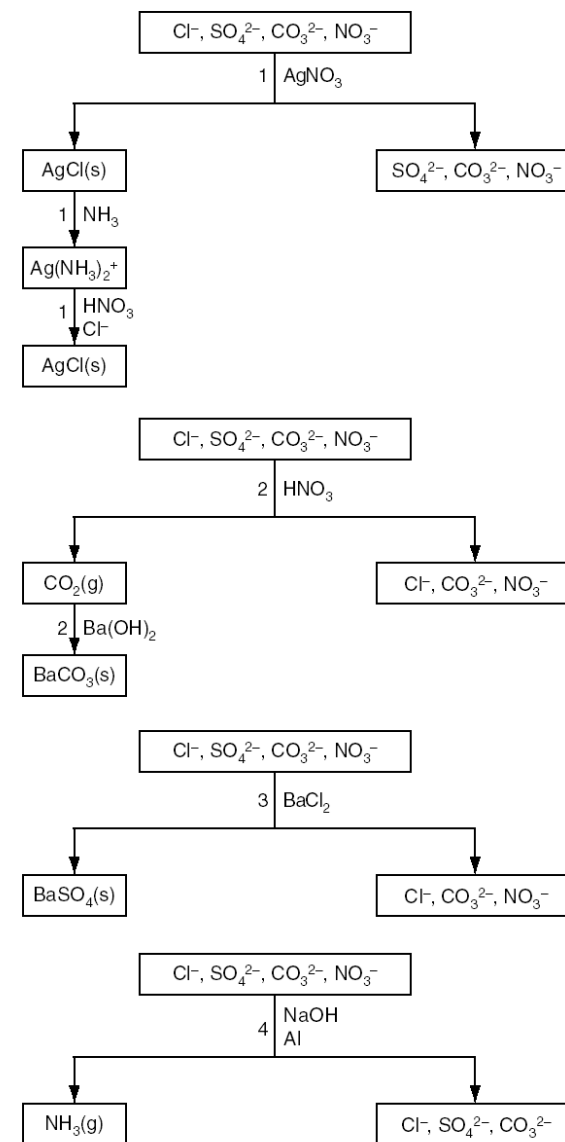 Cl⁻, SO₄²⁻, CO₃²⁻, NO₃⁻
1 AgNO₃
AgCl(s)
SO₄²⁻, CO₃²⁻, NO₃⁻
1 NH₃
Ag(NH₃)₂⁺
1 HNO₃
Cl⁻
AgCl(s)
Cl⁻, SO₄²⁻, CO₃²⁻, NO₃⁻
2 HNO₃
CO₂(g)
Cl⁻, CO₃²⁻, NO₃⁻
2 Ba(OH)₂
BaCO₃(s)
Cl⁻, SO₄²⁻, CO₃²⁻, NO₃⁻
3 BaCl₂
BaSO₄(s)
Cl⁻, CO₃²⁻, NO₃⁻
Cl⁻, SO₄²⁻, CO₃²⁻, NO₃⁻
4 NaOH
Al
NH₃(g)
Cl⁻, SO₄²⁻, CO₃²⁻